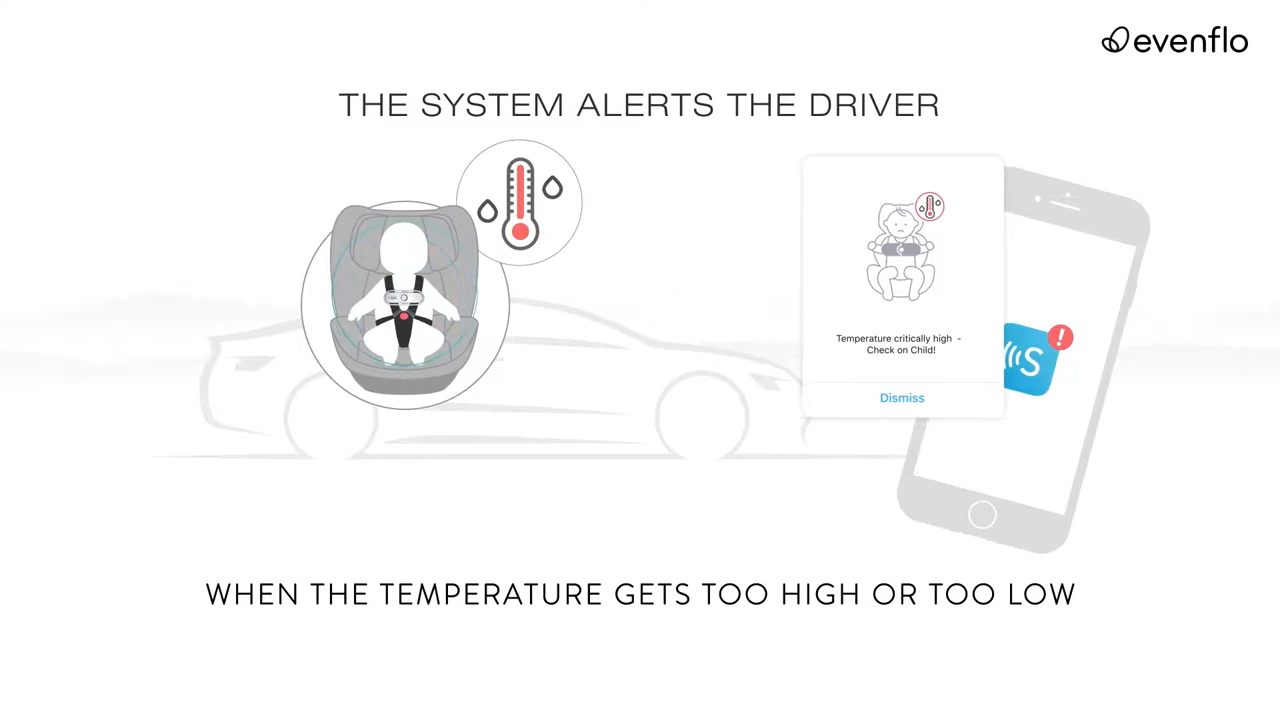 evenflo
THE SYSTEM ALERTS THE DRIVER
Temperature critically high -
Check on Child!
Dismiss
S
!
WHEN THE TEMPERATURE GETS TOO HIGH OR TOO LOW